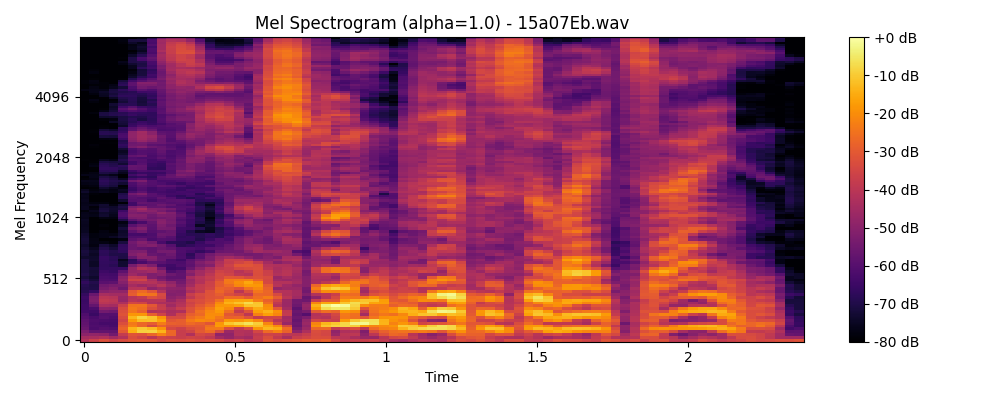 Mel Spectrogram (alpha=1.0) - 15a07Eb.wav
Mel Frequency
4096
2048
1024
512
0
0
0.5
1
1.5
2
Time
+0 dB
-10 dB
-20 dB
-30 dB
-40 dB
-50 dB
-60 dB
-70 dB
-80 dB